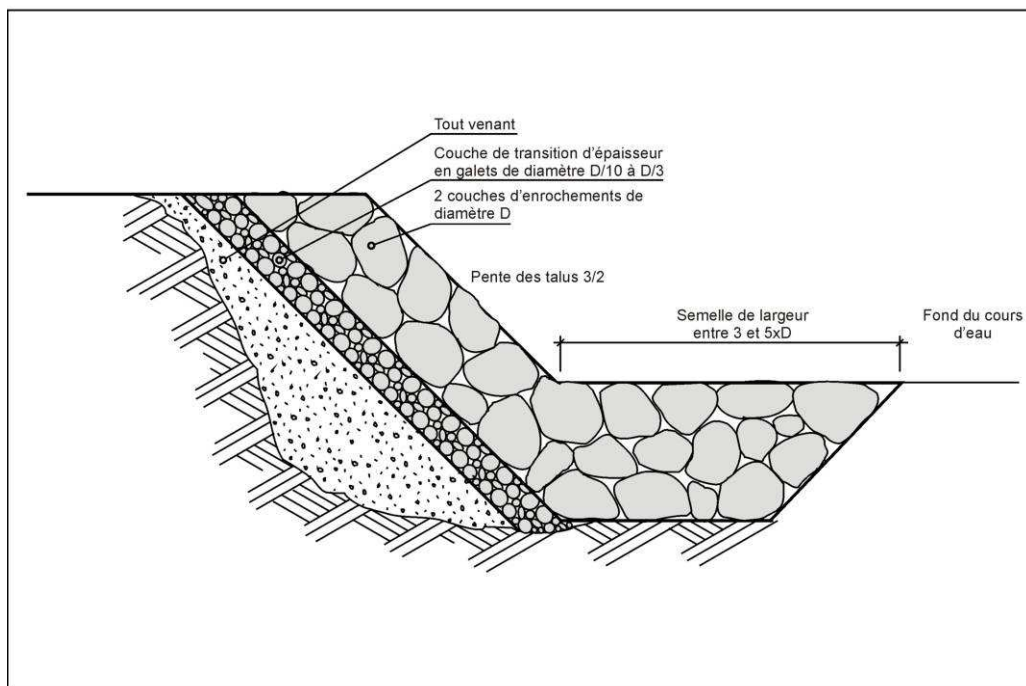 Tout venant
Couche de transition d'épaisseur
en galets de diamètre D/10 à D/3
2 couches d'enrochements de
diamètre D
Pente des talus 3/2
Semelle de largeur
entre 3 et 5xD
Fond du cours
d'eau